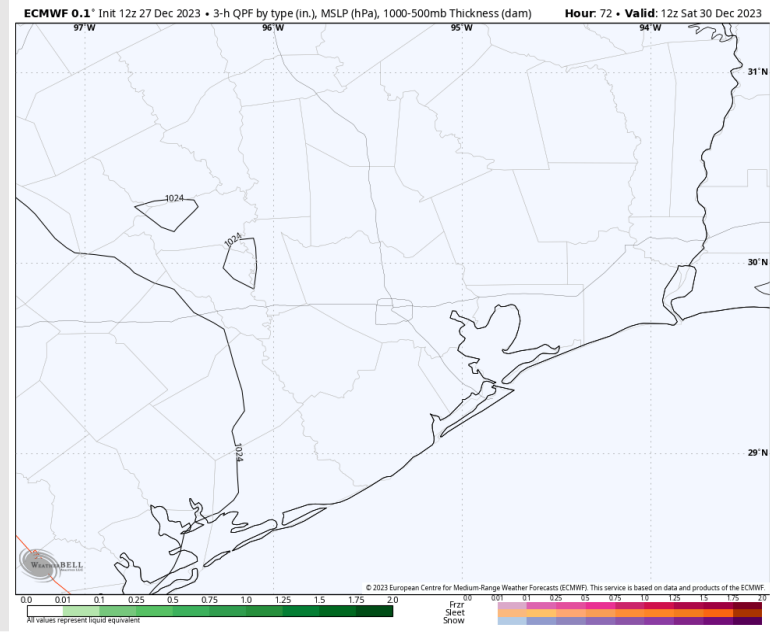 ECMWF 0.1° Init 12z 27 Dec 2023 • 3-h QPF by type (in.), MSLP (hPa), 1000-500mb Thickness (dam) Hour: 72 • Valid: 12z Sat 30 Dec 2023
97°W 96°W 95°W 94°W
31°N
1024
1024
30°N
1024
29°N
WEATHERBELL
© 2023 European Centre for Medium-Range Weather Forecasts (ECMWF). This service is based on data and products of the ECMWF.
0.0 0.01 0.1 0.25 0.5 0.75 1.0 1.25 1.5 1.75 2.0
0.0 0.01 0.1 0.25 0.5 0.75 1.0 1.25 1.5 1.75 2.0
All values represent liquid equivalent
Frzr
Sleet
Snow